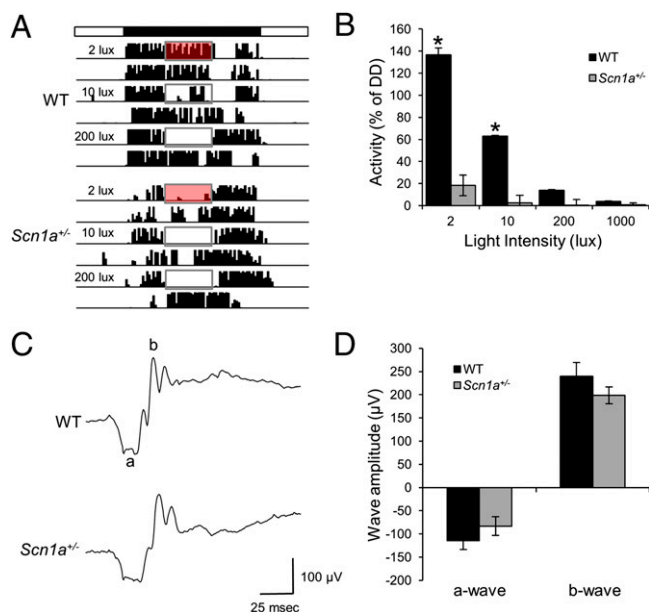 A
2 lux
WT
10 lux
200 lux
2 lux
Scn1a+/-
10 lux
200 lux
B
160
140
120
100
80
60
40
20
0
Activity (% of DD)
*
*
WT
Scn1a+/-
2 10 200 1000
Light Intensity (lux)
C
b
WT
a
Scn1a+/-
100 µV
25 msec
D
300
250
200
150
100
50
0
-50
-100
-150
-200
Wave amplitude (µV)
WT
Scn1a+/-
a-wave b-wave